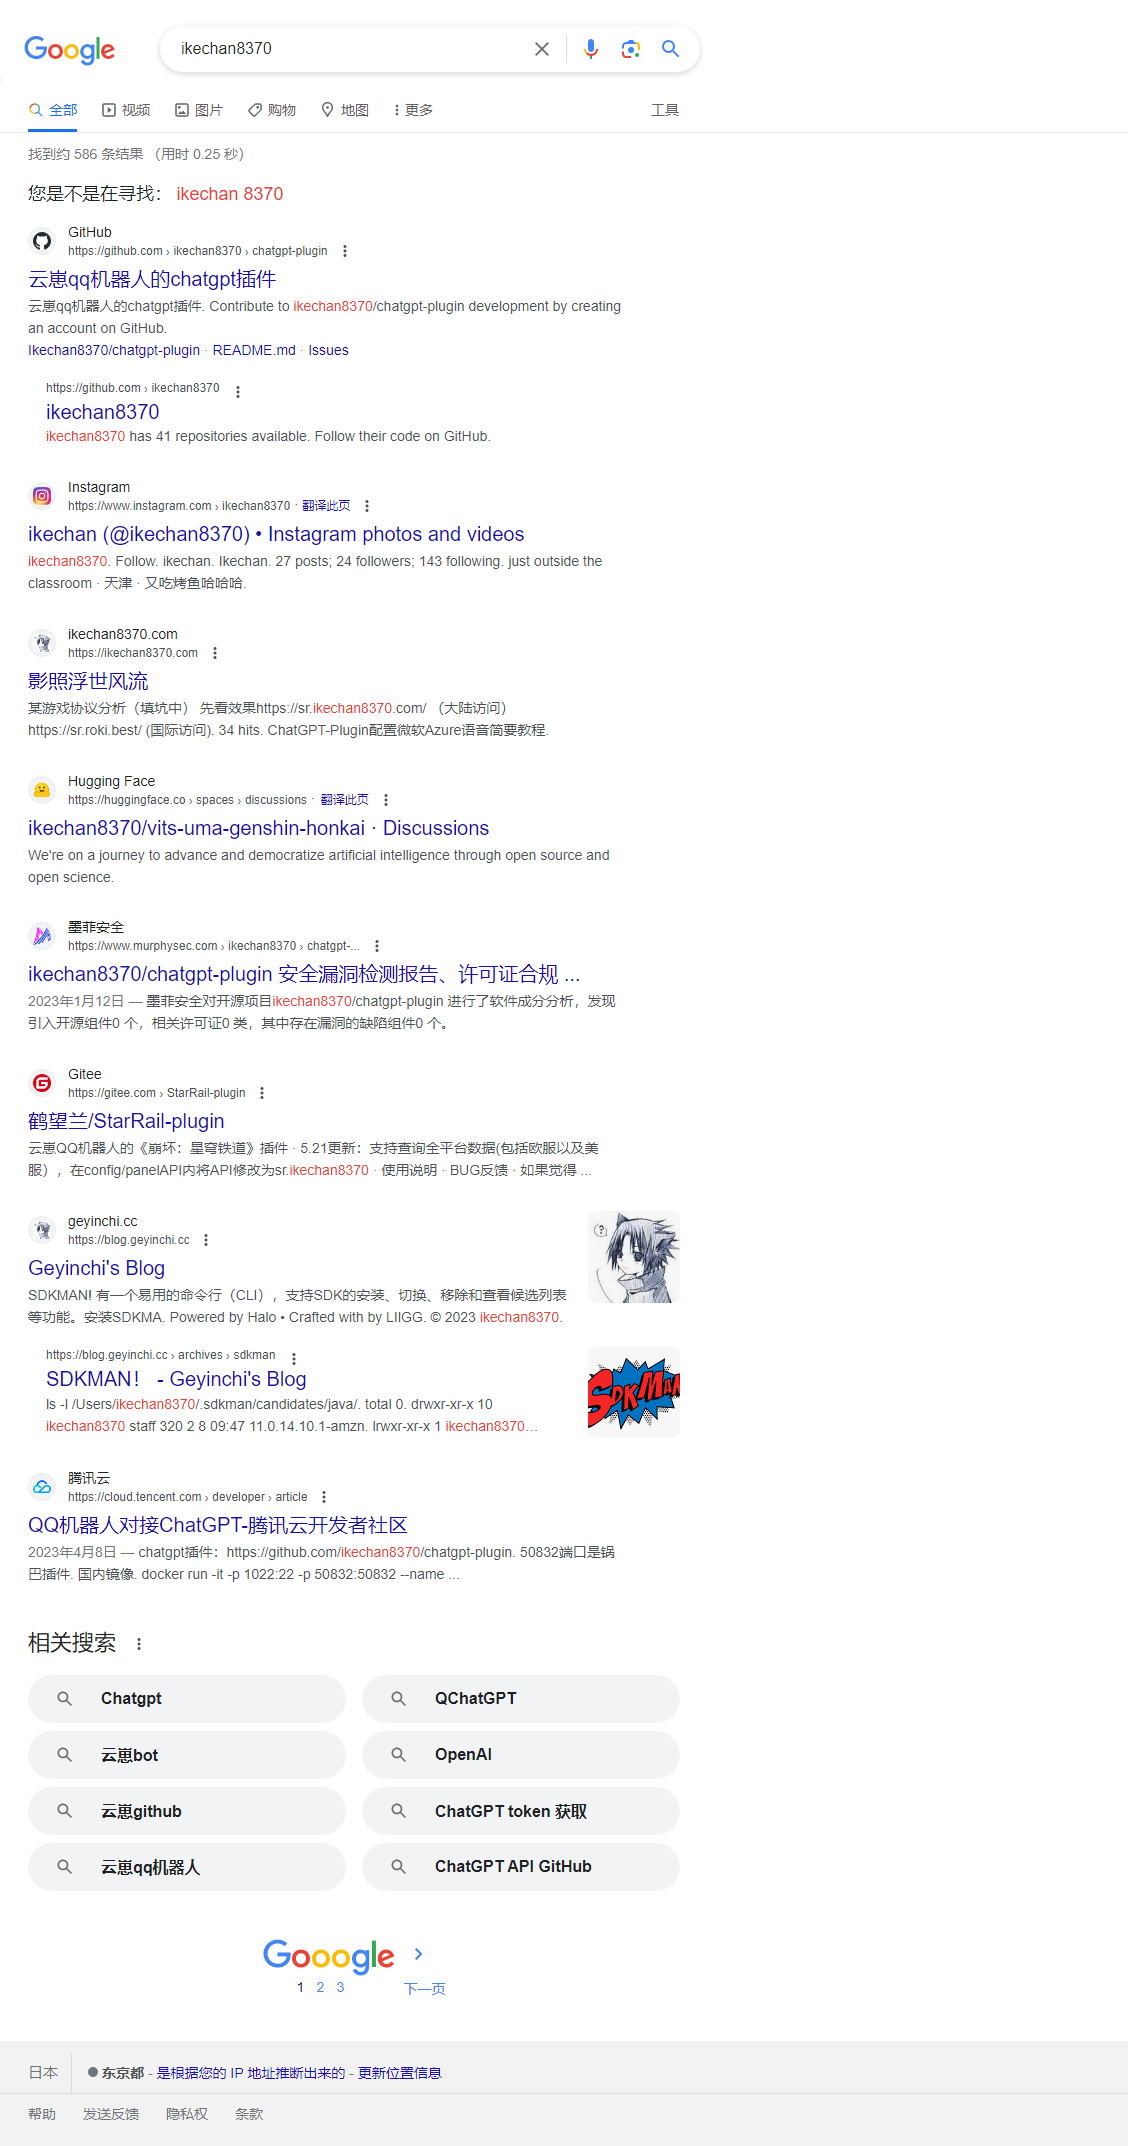 Google
ikechan8370
全部 视频 图片 购物 地图 更多 工具
找到约 586 条结果 （用时 0.25 秒）
您是不是在寻找： ikechan 8370
GitHub
https://github.com › ikechan8370 › chatgpt-plugin
云崽qq机器人的chatgpt插件
云崽qq机器人的chatgpt插件. Contribute to ikechan8370/chatgpt-plugin development by creating
an account on GitHub.
Ikechan8370/chatgpt-plugin · README.md · Issues
https://github.com › ikechan8370
ikechan8370
ikechan8370 has 41 repositories available. Follow their code on GitHub.
Instagram
https://www.instagram.com › ikechan8370 · 翻译此页
ikechan (@ikechan8370) • Instagram photos and videos
ikechan8370. Follow. ikechan. Ikechan. 27 posts; 24 followers; 143 following. just outside the
classroom · 天津 · 又吃烤鱼哈哈哈.
ikechan8370.com
https://ikechan8370.com
影照浮世风流
某游戏协议分析（填坑中） 先看效果https://sr.ikechan8370.com/ （大陆访问）
https://sr.roki.best/ (国际访问). 34 hits. ChatGPT-Plugin配置微软Azure语音简要教程.
Hugging Face
https://huggingface.co › spaces › discussions · 翻译此页
ikechan8370/vits-uma-genshin-honkai · Discussions
We're on a journey to advance and democratize artificial intelligence through open source and
open science.
墨菲安全
https://www.murphysec.com › ikechan8370 › chatgpt-...
ikechan8370/chatgpt-plugin 安全漏洞检测报告、许可证合规 ...
2023年1月12日 — 墨菲安全对开源项目ikechan8370/chatgpt-plugin 进行了软件成分分析，发现
引入开源组件0 个，相关许可证0 类，其中存在漏洞的缺陷组件0 个。
Gitee
https://gitee.com › StarRail-plugin
鹤望兰/StarRail-plugin
云崽QQ机器人的《崩坏：星穹铁道》插件 · 5.21更新：支持查询全平台数据(包括欧服以及美
服），在config/panelAPI内将API修改为sr.ikechan8370 · 使用说明 · BUG反馈 · 如果觉得 ...
geyinchi.cc
https://blog.geyinchi.cc
Geyinchi's Blog
SDKMAN! 有一个易用的命令行（CLI），支持SDK的安装、切换、移除和查看候选列表
等功能。安装SDKMA. Powered by Halo • Crafted with by LIIGG. © 2023 ikechan8370.
?
https://blog.geyinchi.cc › archives › sdkman
SDKMAN！ - Geyinchi's Blog
ls -l /Users/ikechan8370/.sdkman/candidates/java/. total 0. drwxr-xr-x 10
ikechan8370 staff 320 2 8 09:47 11.0.14.10.1-amzn. lrwxr-xr-x 1 ikechan8370…
SDKMAN
腾讯云
https://cloud.tencent.com › developer › article
QQ机器人对接ChatGPT-腾讯云开发者社区
2023年4月8日 — chatgpt插件：https://github.com/ikechan8370/chatgpt-plugin. 50832端口是锅
巴插件. 国内镜像. docker run -it -p 1022:22 -p 50832:50832 --name ...
相关搜索
Chatgpt QChatGPT
云崽bot OpenAI
云崽github ChatGPT token 获取
云崽qq机器人 ChatGPT API GitHub
Gooogle
1 2 3 下一页
日本 东京都 - 是根据您的 IP 地址推断出来的 - 更新位置信息
帮助 发送反馈 隐私权 条款